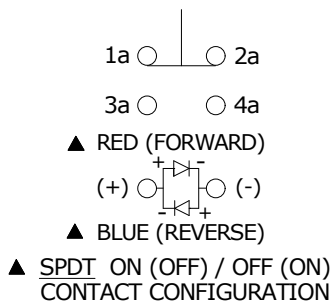 1a 2a
3a 4a
▲ RED (FORWARD)
+ -
(+) (-)
- +
▲ BLUE (REVERSE)
▲ SPDT ON (OFF) / OFF (ON)
CONTACT CONFIGURATION